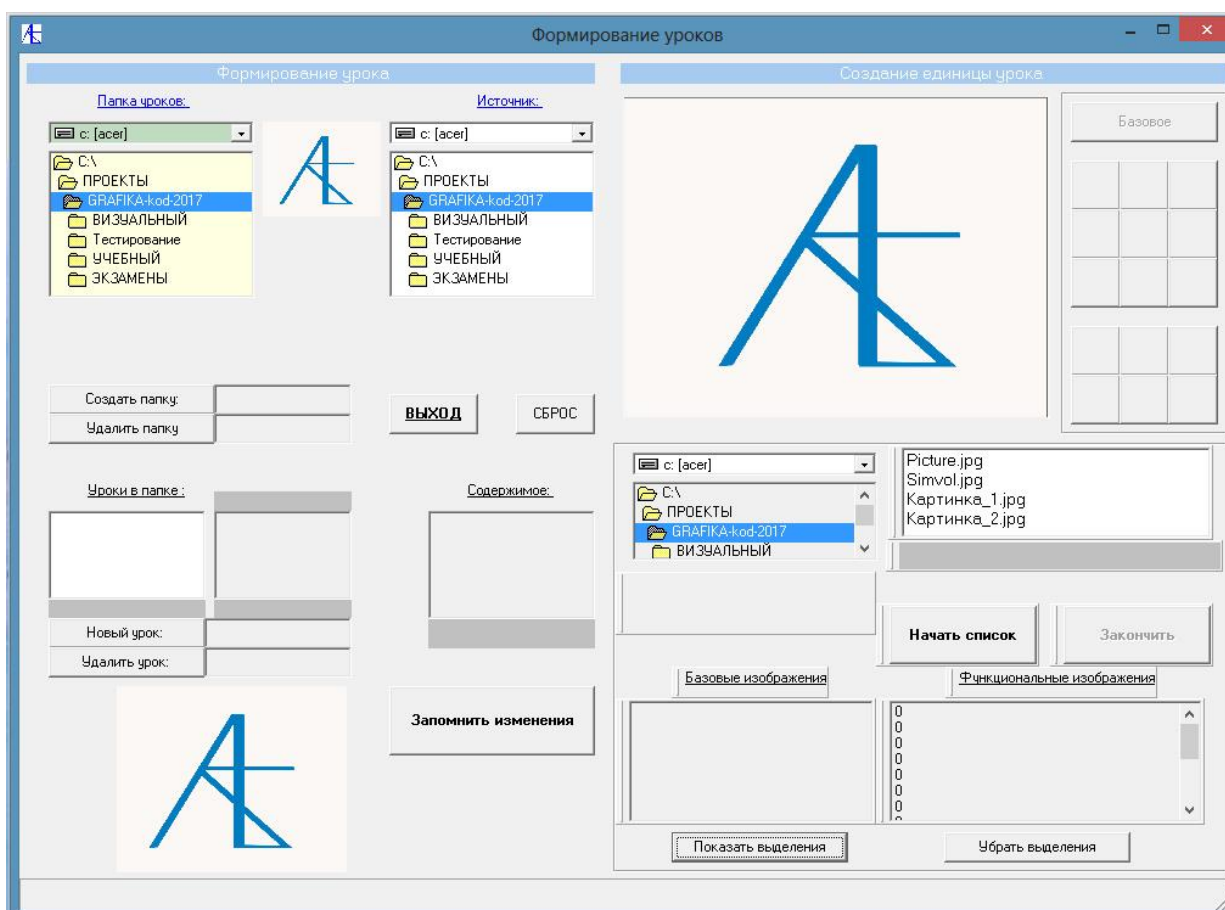 Формирование уроков
Формирование урока
Папка уроков:
Источник:
c: [acer]
C:\
ПРОЕКТЫ
GRAFIKA-kod-2017
ВИЗУАЛЬНЫЙ
Тестирование
УЧЕБНЫЙ
ЭКЗАМЕНЫ
c: [acer]
C:\
ПРОЕКТЫ
GRAFIKA-kod-2017
ВИЗУАЛЬНЫЙ
Тестирование
УЧЕБНЫЙ
ЭКЗАМЕНЫ
Создать папку:
Удалить папку
ВЫХОД
СБРОС
Уроки в папке :
Содержимое:
Новый урок:
Удалить урок:
Запомнить изменения
Создание единицы урока
Базовое
c: [acer]
C:\
ПРОЕКТЫ
GRAFIKA-kod-2017
ВИЗУАЛЬНЫЙ
Picture.jpg
Simvol.jpg
Картинка_1.jpg
Картинка_2.jpg
Начать список
Закончить
Базовые изображения
Функциональные изображения
0
0
0
0
0
0
0
Показать выделения
Убрать выделения